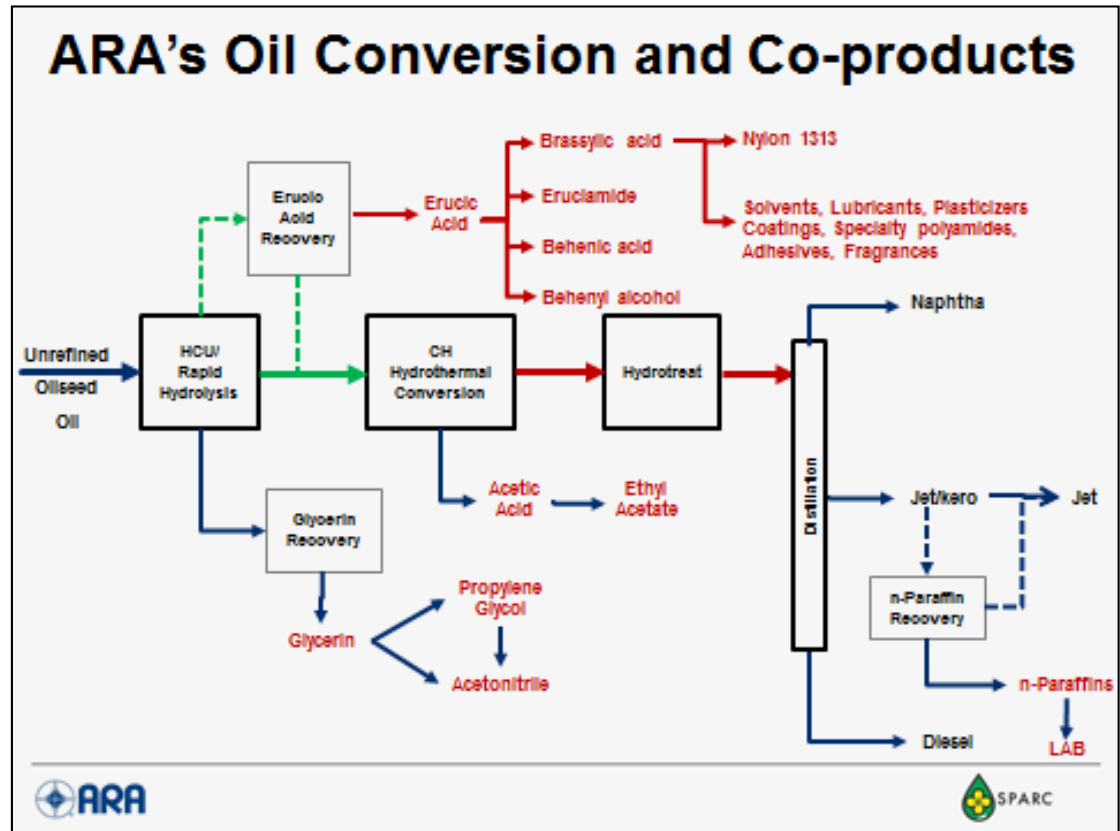 ARA's Oil Conversion and Co-products
Brassylic acid
Nylon 1313
Erucic
Acid
Recovery
Erucic
Acid
Eruciamide
Solvents, Lubricants, Plasticizers
Coatings, Specialty polyamides,
Adhesives, Fragrances
Behenic acid
Behenyl alcohol
Naphtha
Unrefined
Oilseed
Oil
HCU/
Rapid
Hydrolysis
CH
Hydrothermal
Conversion
Hydrotreat
Distillation
Glycerin
Recovery
Acetic
Acid
Ethyl
Acetate
Jet/kero
Jet
Propylene
Glycol
n-Paraffin
Recovery
Glycerin
Acetonitrile
n-Paraffins
Diesel
LAB
ARA
SPARC